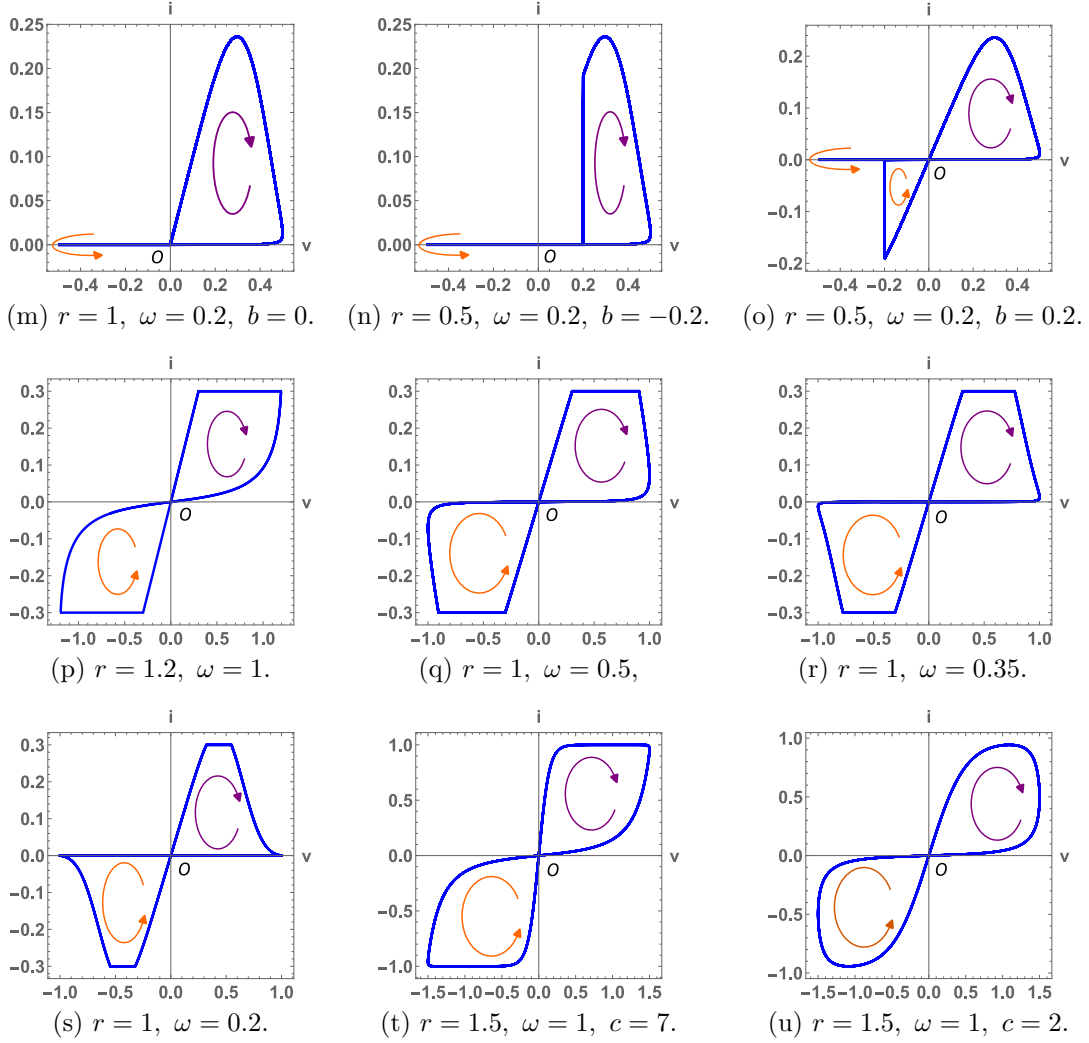 i i i
0.25 0.25 0.2
0.20 0.20
0.15 0.15 0.1
0.10 0.10 0.0 v
O
0.05 0.05 −0.1
0.00 v 0.00 v
O O −0.2
−0.4 −0.2 0.0 0.2 0.4 −0.4 −0.2 0.0 0.2 0.4 −0.4 −0.2 0.0 0.2 0.4
(m) r = 1, ω = 0.2, b = 0. (n) r = 0.5, ω = 0.2, b = −0.2. (o) r = 0.5, ω = 0.2, b = 0.2.
i i i
0.3 0.3 0.3
0.2 0.2 0.2
0.1 0.1 0.1
0.0 v 0.0 v 0.0 v
O O O
−0.1 −0.1 −0.1
−0.2 −0.2 −0.2
−0.3 −0.3 −0.3
−1.0 −0.5 0.0 0.5 1.0 −1.0 −0.5 0.0 0.5 1.0 −1.0 −0.5 0.0 0.5 1.0
(p) r = 1.2, ω = 1. (q) r = 1, ω = 0.5, (r) r = 1, ω = 0.35.
i i i
0.3 1.0 1.0
0.2 0.5 0.5
0.1
0.0 v 0.0 v 0.0 v
O O O
−0.1
−0.2 −0.5 −0.5
−0.3 −1.0 −1.0
−1.0 −0.5 0.0 0.5 1.0 −1.5 −1.0 −0.5 0.0 0.5 1.0 1.5 −1.5 −1.0 −0.5 0.0 0.5 1.0 1.5
(s) r = 1, ω = 0.2. (t) r = 1.5, ω = 1, c = 7. (u) r = 1.5, ω = 1, c = 2.